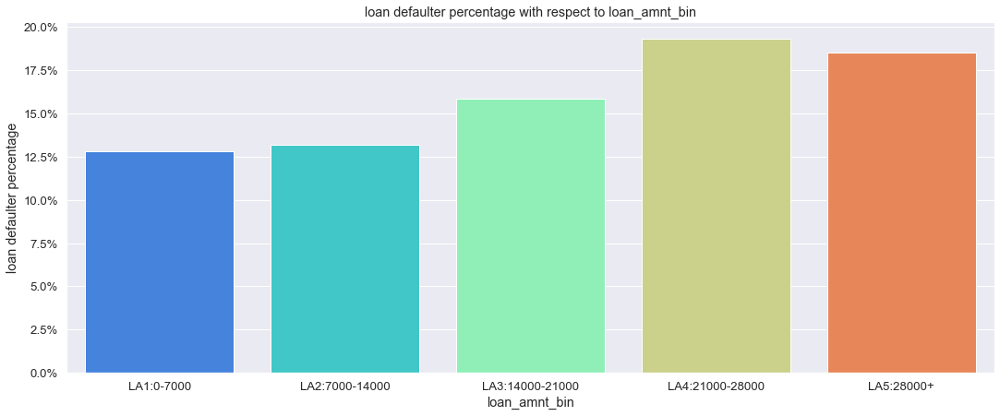 loan defaulter percentage with respect to loan_amnt_bin
20.0%
17.5%
15.0%
12.5%
10.0%
7.5%
5.0%
2.5%
0.0%
loan defaulter percentage
LA1:0-7000 LA2:7000-14000 LA3:14000-21000 LA4:21000-28000 LA5:28000+
loan_amnt_bin